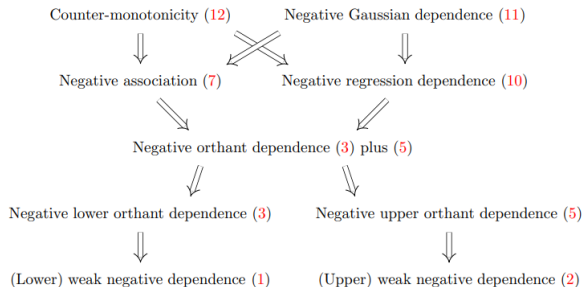 Counter-monotonicity (12) Negative Gaussian dependence (11)
Negative association (7) Negative regression dependence (10)
Negative orthant dependence (3) plus (5)
Negative lower orthant dependence (3) Negative upper orthant dependence (5)
(Lower) weak negative dependence (1) (Upper) weak negative dependence (2)